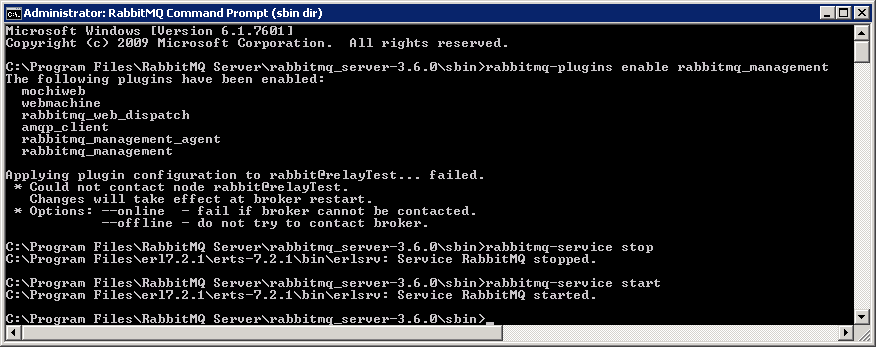 Administrator: RabbitMQ Command Prompt (sbin dir)
Microsoft Windows [Version 6.1.7601]
Copyright (c) 2009 Microsoft Corporation.  All rights reserved.
C:\Program Files\RabbitMQ Server\rabbitmq_server-3.6.0\sbin>rabbitmq-plugins enable rabbitmq_management
The following plugins have been enabled:
  mochiweb
  webmachine
  rabbitmq_web_dispatch
  amqp_client
  rabbitmq_management_agent
  rabbitmq_management
Applying plugin configuration to rabbit@relayTest... failed.
 * Could not contact node rabbit@relayTest.
   Changes will take effect at broker restart.
 * Options: --online  - fail if broker cannot be contacted.
            --offline - do not try to contact broker.
C:\Program Files\RabbitMQ Server\rabbitmq_server-3.6.0\sbin>rabbitmq-service stop
C:\Program Files\erl7.2.1\erts-7.2.1\bin\erlsrv: Service RabbitMQ stopped.
C:\Program Files\RabbitMQ Server\rabbitmq_server-3.6.0\sbin>rabbitmq-service start
C:\Program Files\erl7.2.1\erts-7.2.1\bin\erlsrv: Service RabbitMQ started.
C:\Program Files\RabbitMQ Server\rabbitmq_server-3.6.0\sbin>_